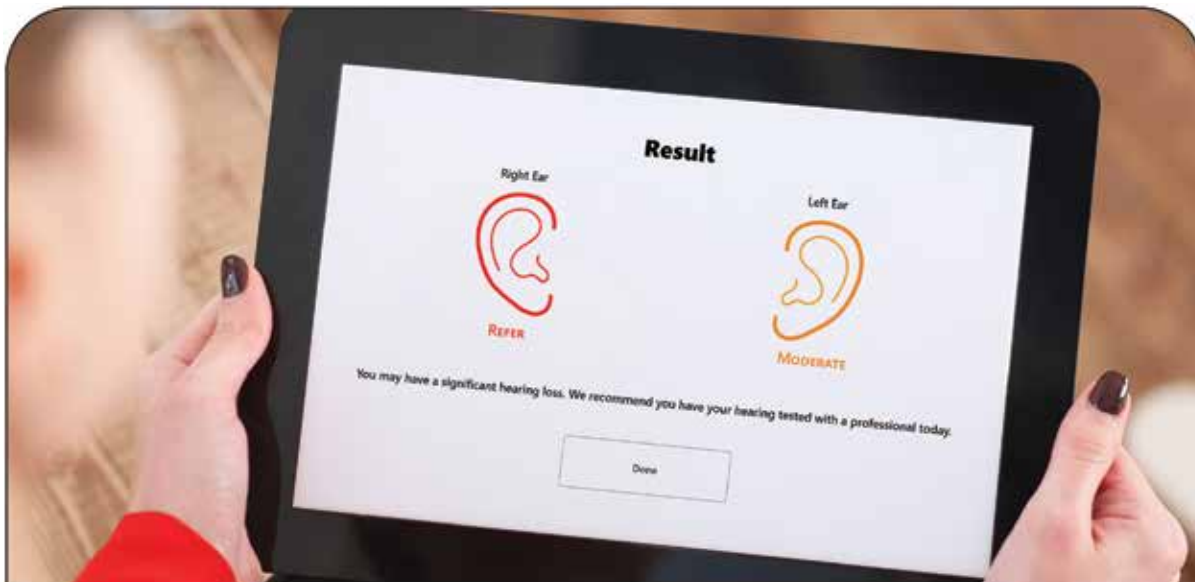 Result
Right Ear
Left Ear
REFER
MODERATE
You may have a significant hearing loss. We recommend you have your hearing tested with a professional today.
Done